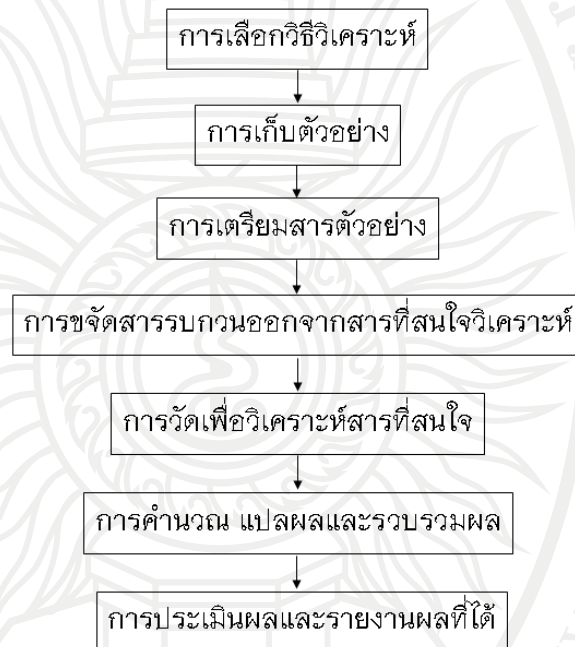 การเลือกวิธีวิเคราะห์
การเก็บตัวอย่าง
การเตรียมสารตัวอย่าง
การขจัดสารรบกวนออกจากสารที่สนใจวิเคราะห์
การวัดเพื่อวิเคราะห์สารที่สนใจ
การคำนวณ แปลผลและรวบรวมผล
การประเมินผลและรายงานผลที่ได้